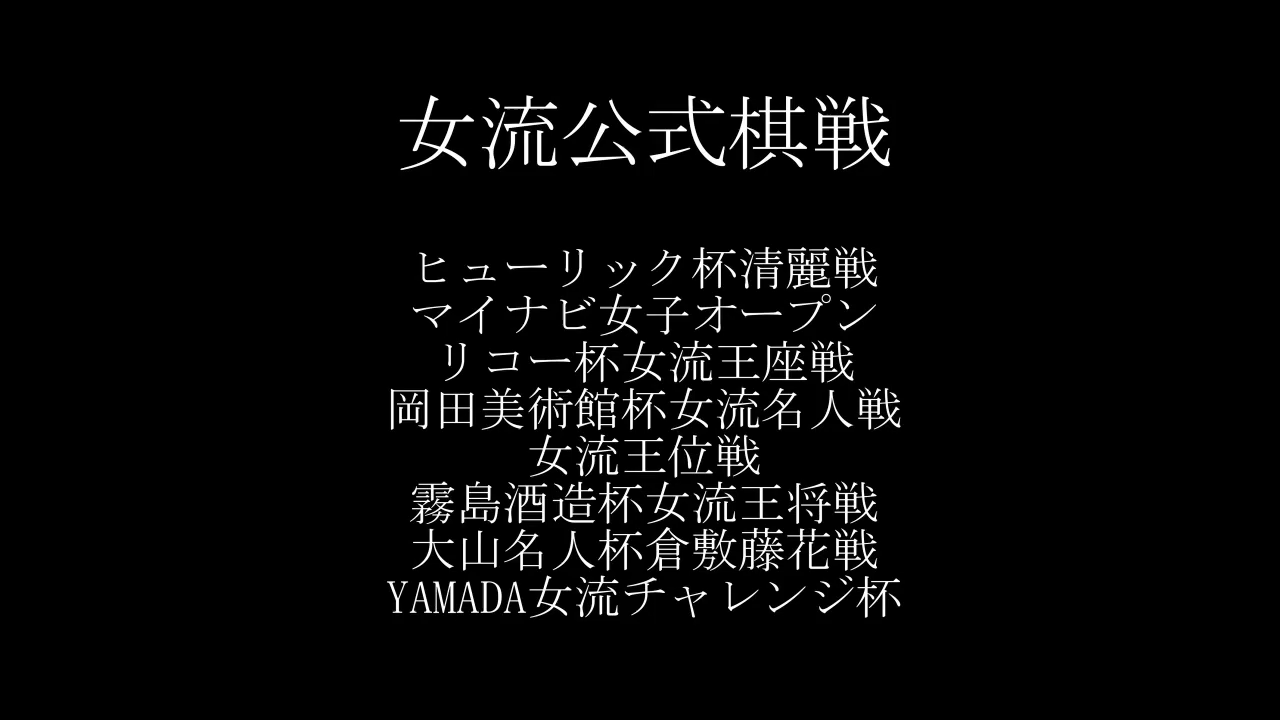 女流公式棋戦
ヒューリック杯清麗戦
マイナビ女子オープン
リコー杯女流王座戦
岡田美術館杯女流名人戦
女流王位戦
霧島酒造杯女流王将戦
大山名人杯倉敷藤花戦
YAMADA女流チャレンジ杯